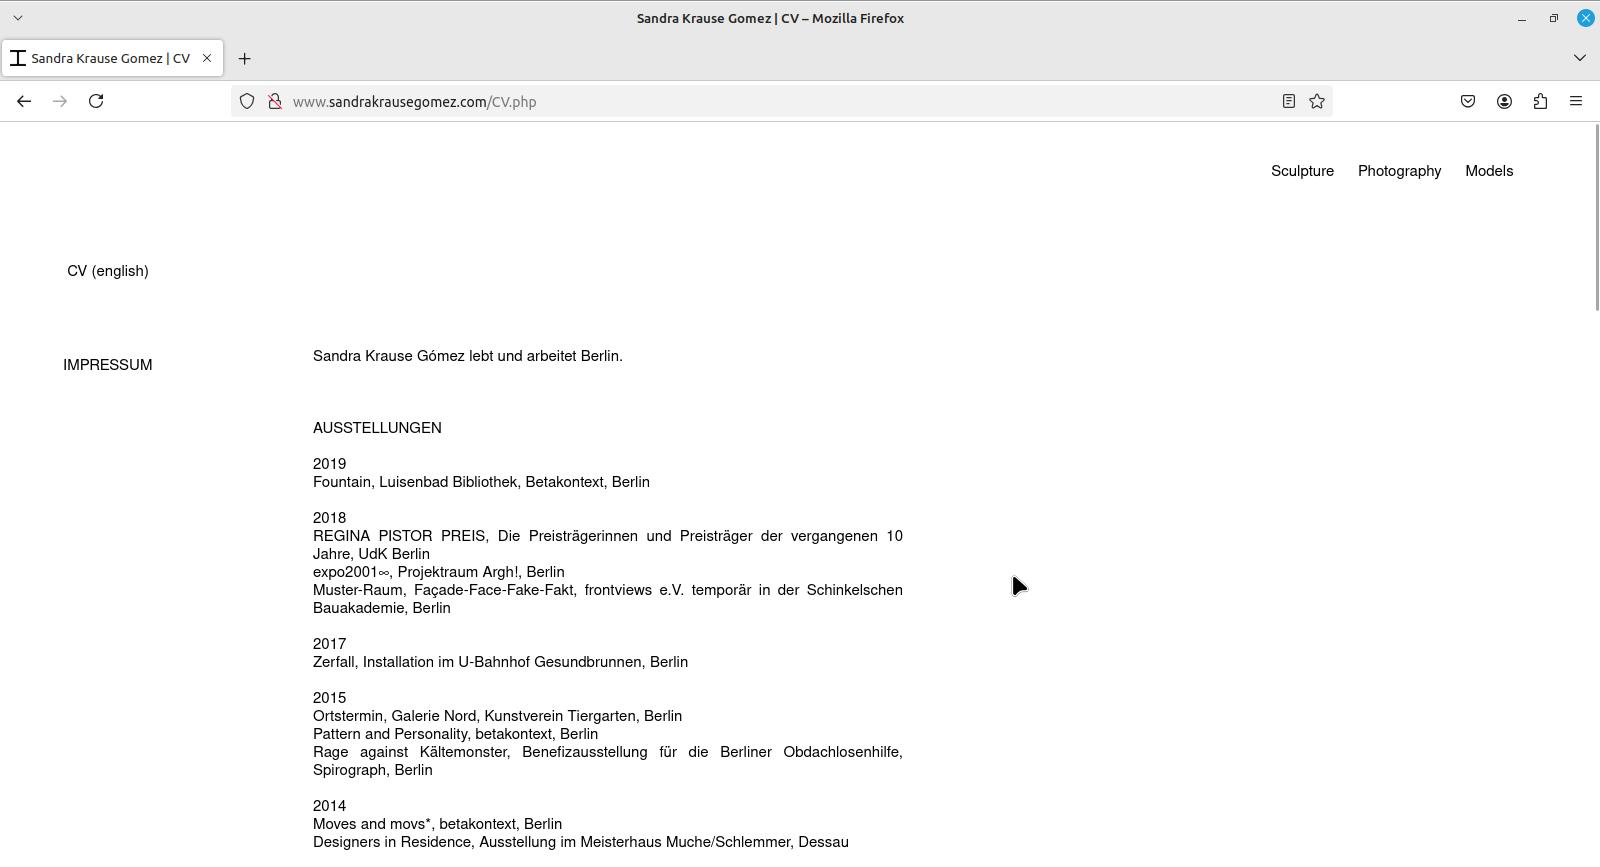 Sandra Krause Gomez | CV – Mozilla Firefox
Sandra Krause Gomez | CV
www.sandrakrausegomez.com/CV.php
Sculpture Photography Models
CV (english)
IMPRESSUM
Sandra Krause Gómez lebt und arbeitet Berlin.
AUSSTELLUNGEN
2019
Fountain, Luisenbad Bibliothek, Betakontext, Berlin
2018
REGINA PISTOR PREIS, Die Preisträgerinnen und Preisträger der vergangenen 10
Jahre, UdK Berlin
expo2001∞, Projektraum Argh!, Berlin
Muster-Raum, Façade-Face-Fake-Fakt, frontviews e.V. temporär in der Schinkelschen
Bauakademie, Berlin
2017
Zerfall, Installation im U-Bahnhof Gesundbrunnen, Berlin
2015
Ortstermin, Galerie Nord, Kunstverein Tiergarten, Berlin
Pattern and Personality, betakontext, Berlin
Rage against Kältemonster, Benefizausstellung für die Berliner Obdachlosenhilfe,
Spirograph, Berlin
2014
Moves and movs*, betakontext, Berlin
Designers in Residence, Ausstellung im Meisterhaus Muche/Schlemmer, Dessau